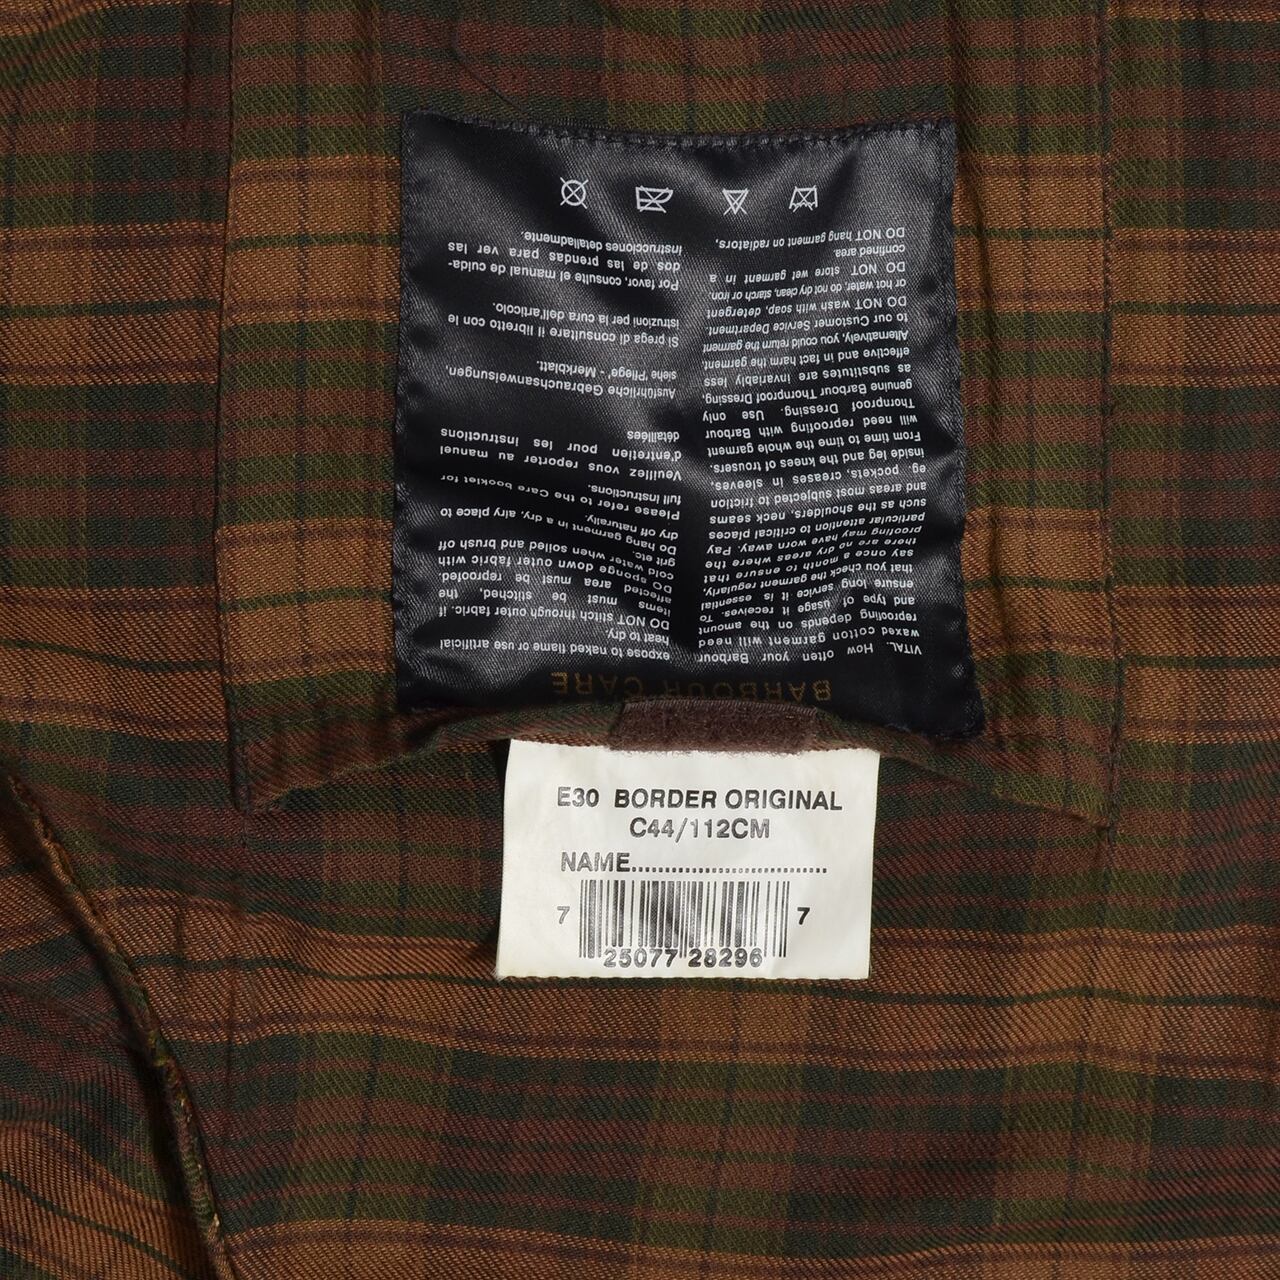 BARBOUR CARE
VITAL. How often your Barbour
waxed cotton garment will need
reproofing depends on the amount
and type of usage it receives. To
ensure long service it is essential
that you check the garment regularly,
say once a month to ensure that
there are no dry areas where the
proofing may have worn away. Pay
particular attention to critical places
such as the shoulders, neck seams
and areas most subjected to friction
eg. pockets, creases in sleeves,
inside leg and the knees of trousers.
From time to time the whole garment
will need reproofing with Barbour
Thornproof Dressing. Use only
genuine Barbour Thornproof Dressing,
as substitutes are invariably less
effective and in fact harm the garment.
Alternatively, you could return the garment
to our Customer Service Department.
DO NOT wash with soap, detergent,
or hot water, do not dry clean, starch or iron.
DO NOT store wet garment in a
confined area.
DO NOT hang garment on radiators,
expose to naked flame or use artificial
heat to dry.
DO NOT stitch through outer fabric. if
items must be stitched, the
affected area must be reproofed.
DO sponge down outer fabric with
cold water when soiled and brush off
grit etc.
Do hang garment in a dry, airy place to
dry off naturally.
Please refer to the Care booklet for
full instructions.
Veuillez vous reporter au manuel
d'entretien pour les instructions
détaillées
Ausführliche Gebrauchsanweisungen,
siehe "Pflege" - Merkblatt.
Si prega di consultare il libretto con le
istruzioni per la cura dell'articolo.
Por favor, consulte el manual de cuida-
dos de las prendas para ver las
instrucciones detalladmente.
E30 BORDER ORIGINAL
C44/112CM
NAME..............................
7 25077 28296 7